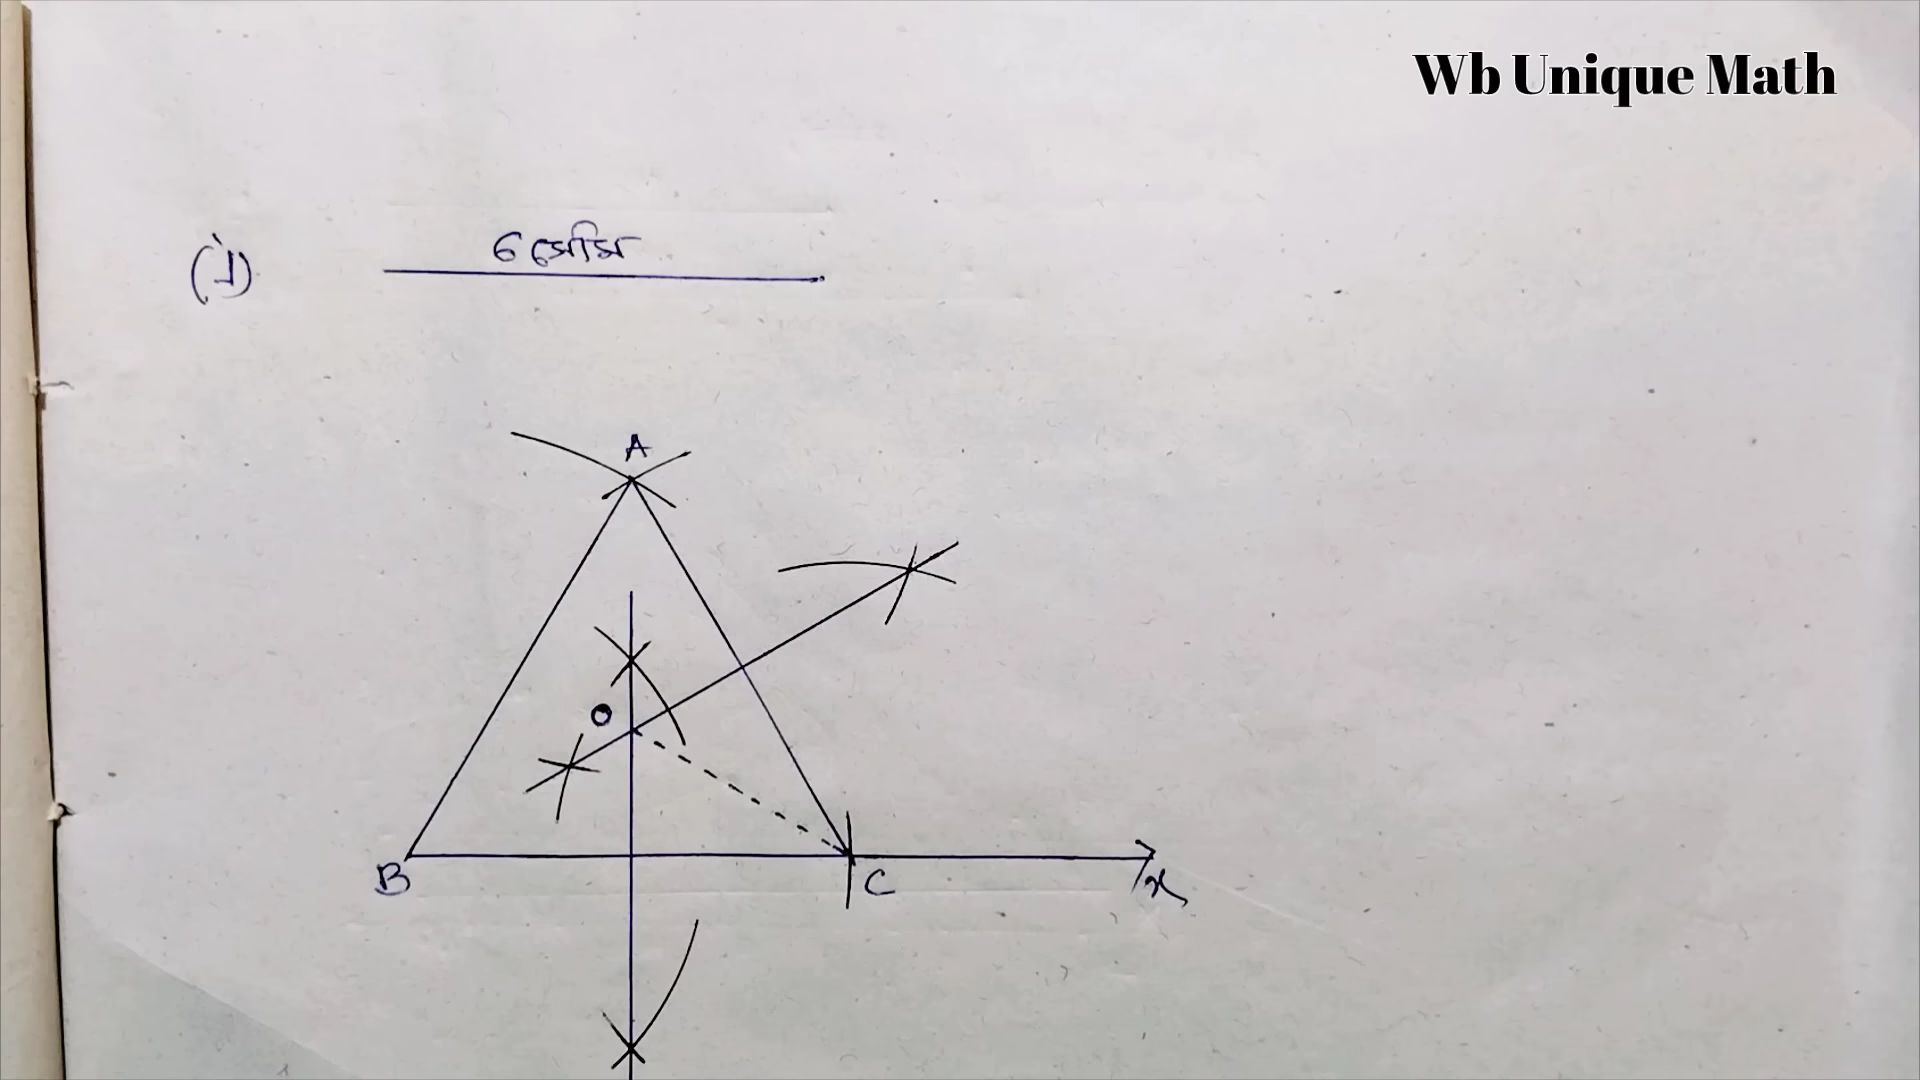 Wb Unique Math
(i)
6 সেমি
A
O
B
C
x